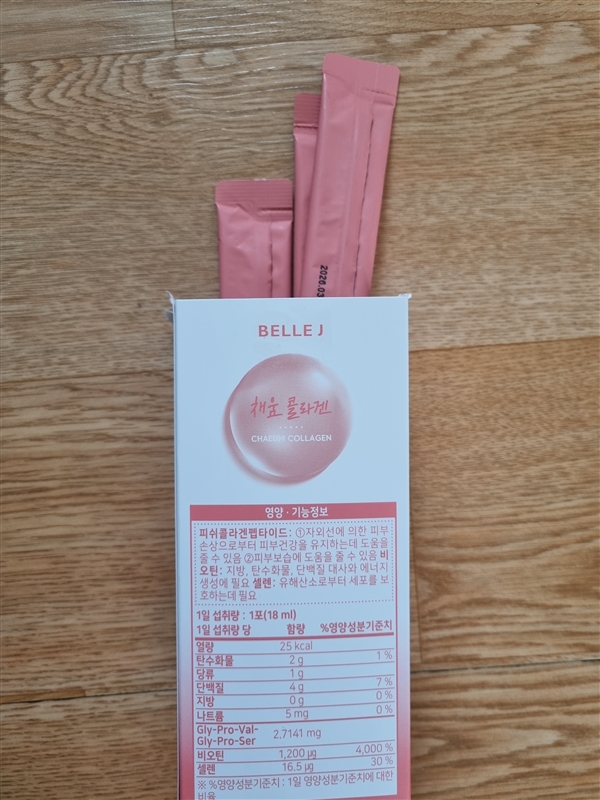 2026.03
BELLE J
채윤 콜라겐
CHAEUM COLLAGEN
영양·기능정보
피쉬콜라겐펩타이드: ①자외선에 의한 피부
손상으로부터 피부건강을 유지하는데 도움을
줄 수 있음 ②피부보습에 도움을 줄 수 있음 비
오틴: 지방, 탄수화물, 단백질 대사와 에너지
생성에 필요 셀렌: 유해산소로부터 세포를 보
호하는데 필요
1일 섭취량 : 1포(18 ml)
1일 섭취량 당 함량 %영양성분기준치
열량 25 kcal
탄수화물 2 g 1 %
당류 1 g
단백질 4 g 7 %
지방 0 g 0 %
나트륨 5 mg 0 %
Gly-Pro-Val-
Gly-Pro-Ser 2.7141 mg
비오틴 1,200 ㎍ 4,000 %
셀렌 16.5 ㎍ 30 %
※ %영양성분기준치 : 1일 영양성분기준치에 대한
비율